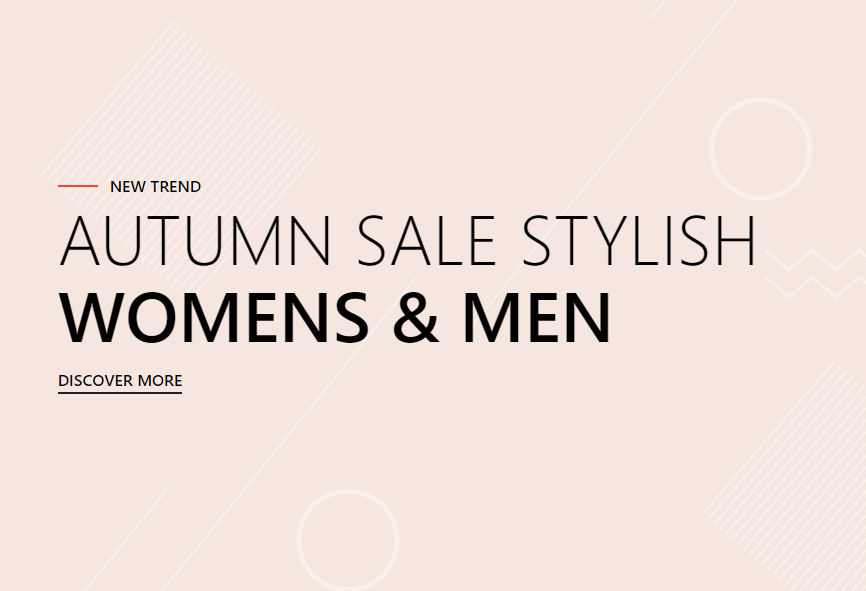 NEW TREND
AUTUMN SALE STYLISH
WOMENS & MEN
DISCOVER MORE